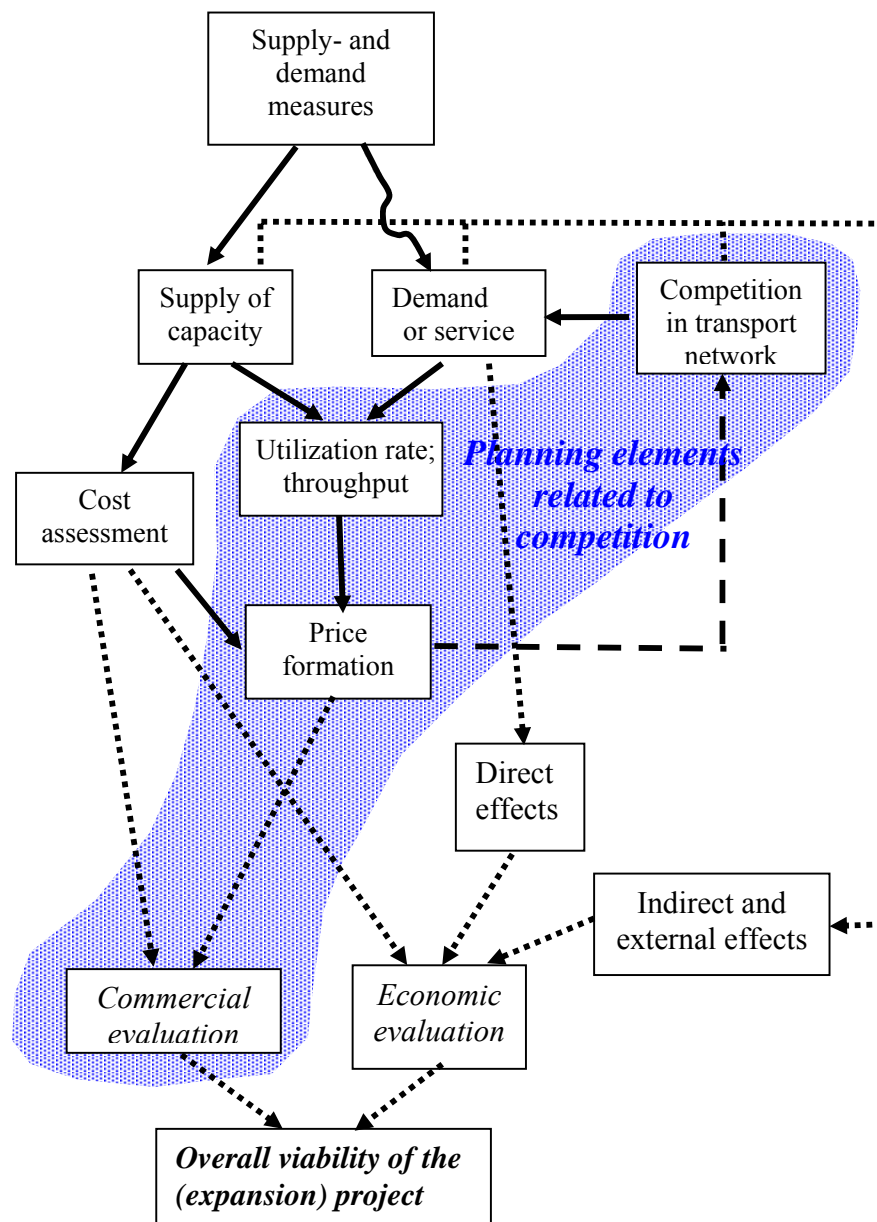 Supply- and
demand
measures
Supply of
capacity
Demand
or service
Competition
in transport
network
Utilization rate;
throughput
Planning elements
related to
competition
Cost
assessment
Price
formation
Direct
effects
Indirect and
external effects
Commercial
evaluation
Economic
evaluation
Overall viability of the
(expansion) project